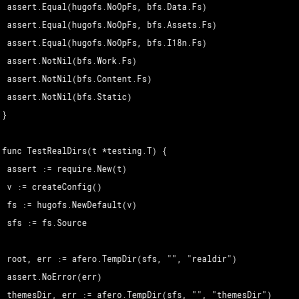 assert.Equal(hugofs.NoOpFs, bfs.Data.Fs)
assert.Equal(hugofs.NoOpFs, bfs.Assets.Fs)
assert.Equal(hugofs.NoOpFs, bfs.I18n.Fs)
assert.NotNil(bfs.Work.Fs)
assert.NotNil(bfs.Content.Fs)
assert.NotNil(bfs.Static)
}
func TestRealDirs(t *testing.T) {
assert := require.New(t)
v := createConfig()
fs := hugofs.NewDefault(v)
sfs := fs.Source
root, err := afero.TempDir(sfs, "", "realdir")
assert.NoError(err)
themesDir, err := afero.TempDir(sfs, "", "themesDir")